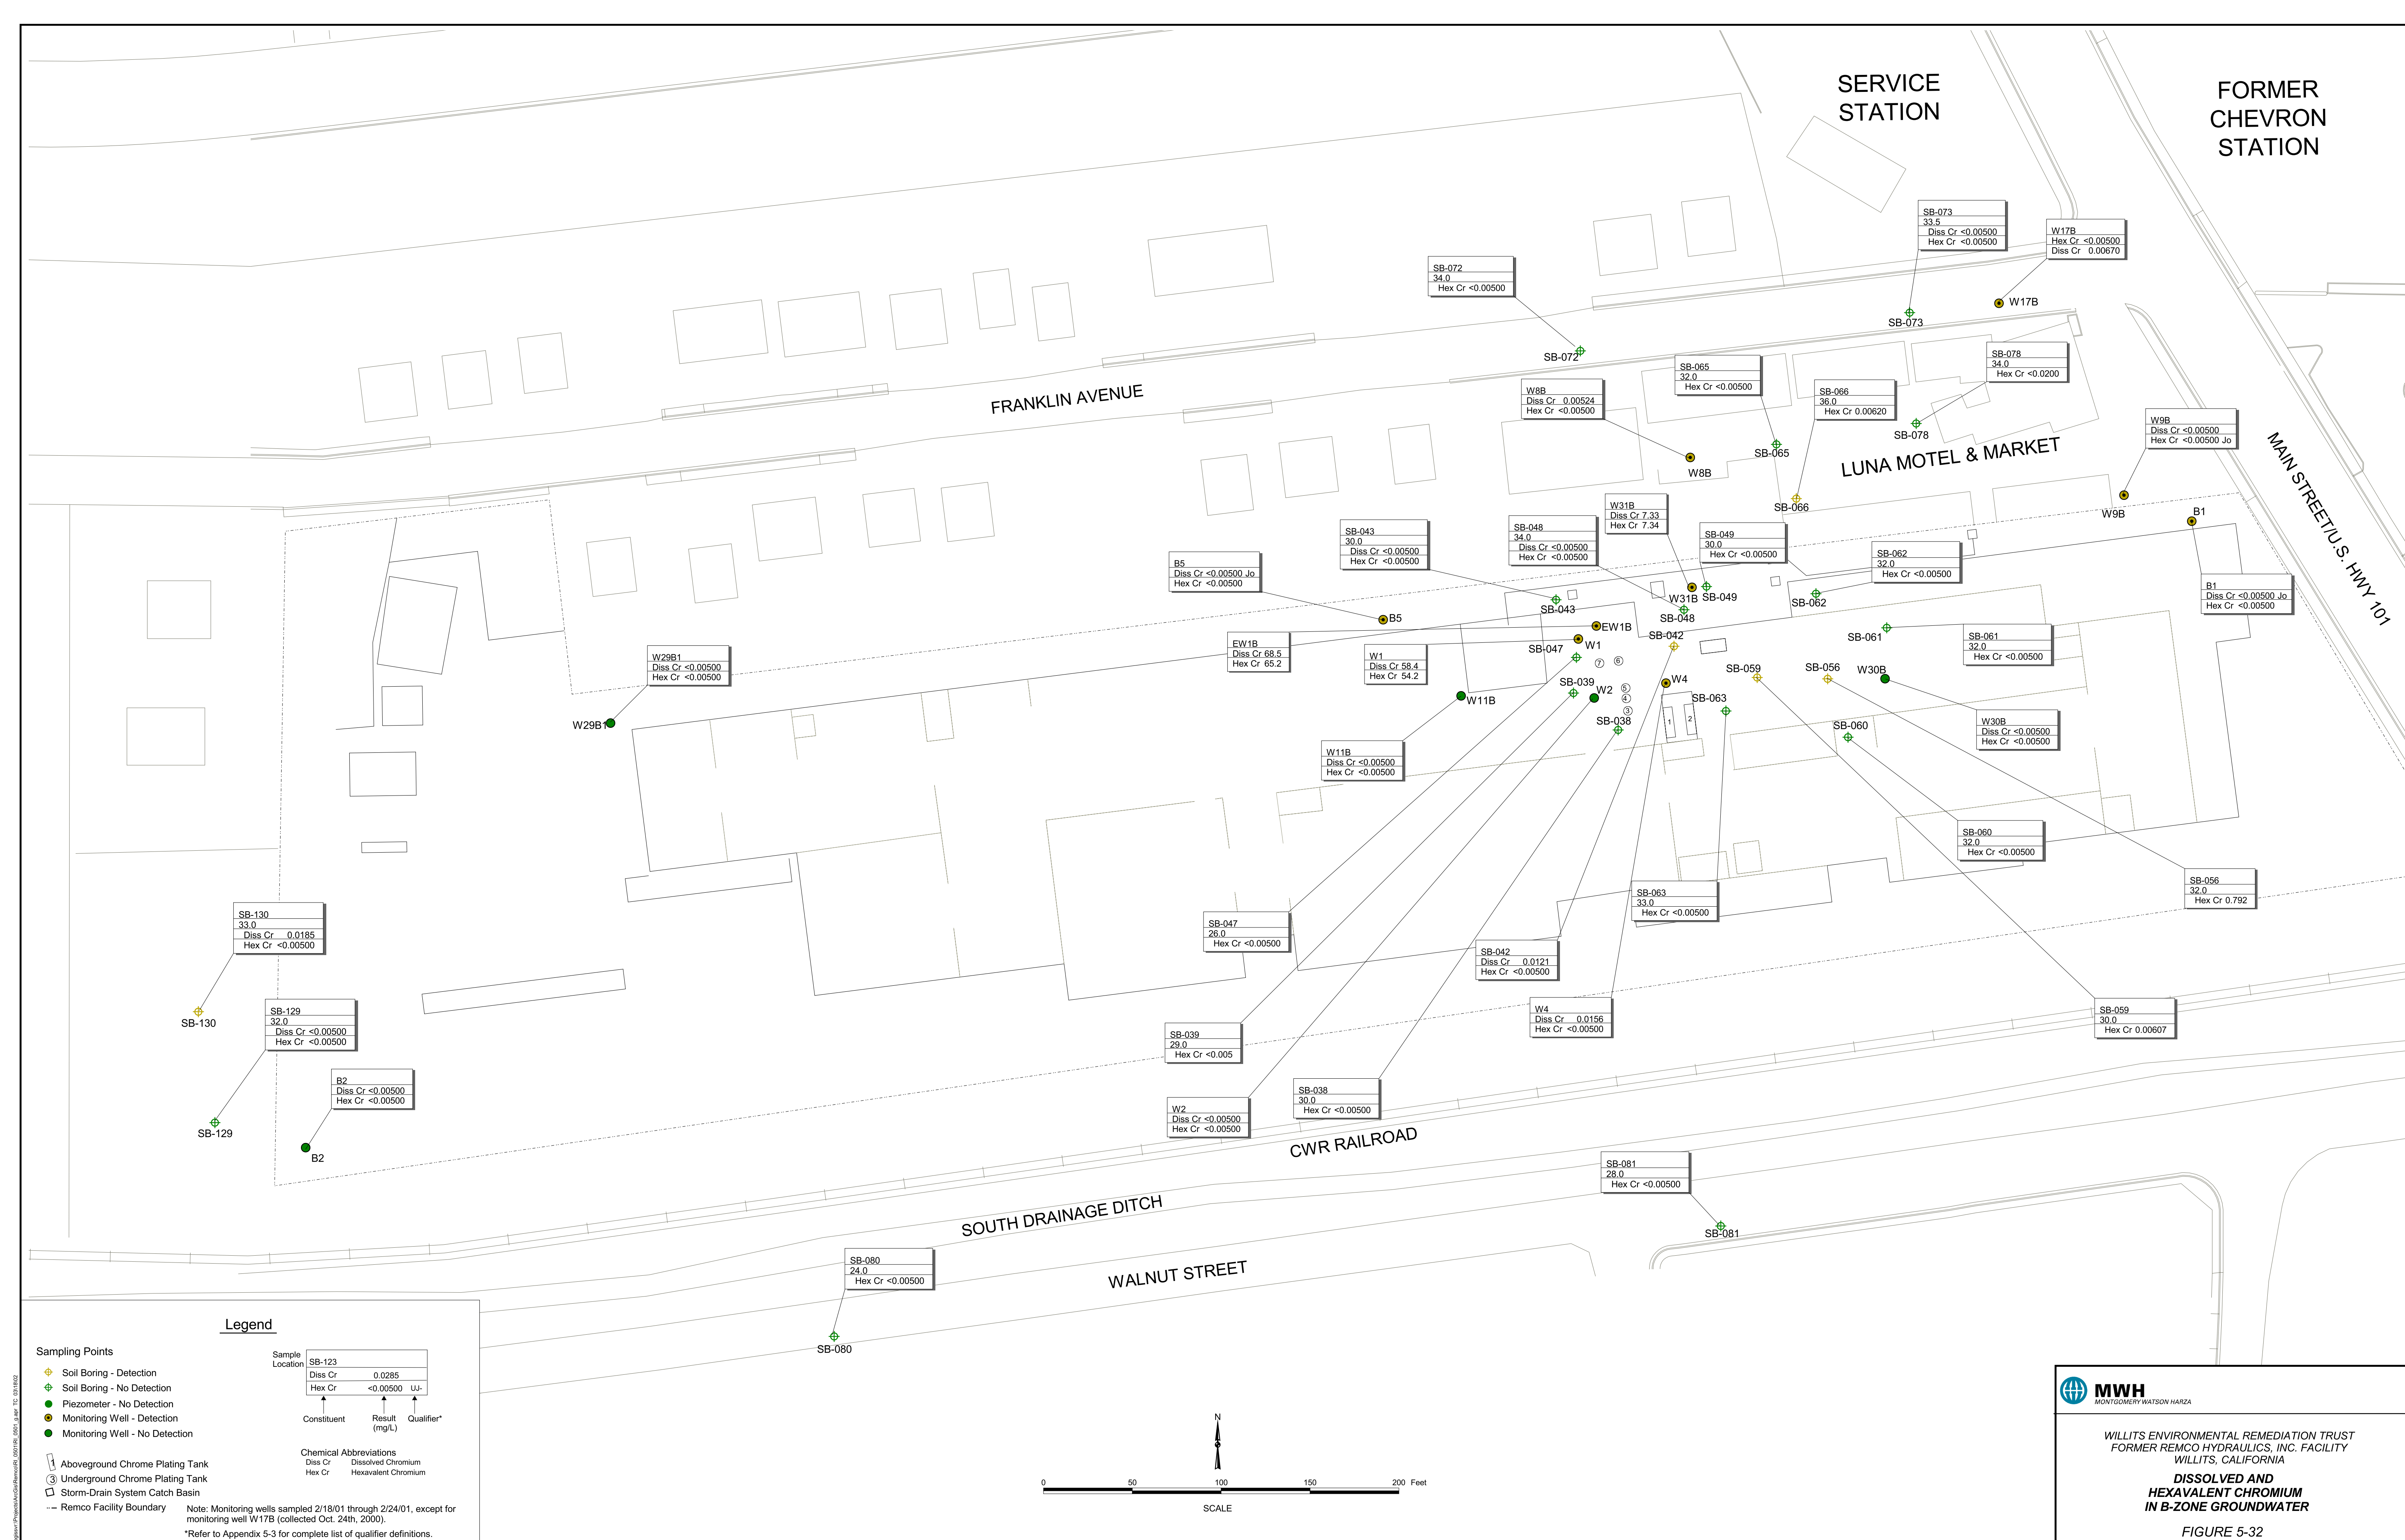 SERVICE
STATION
FORMER
CHEVRON
STATION
SB-073
33.5
Diss Cr <0.00500
Hex Cr <0.00500
W17B
Hex Cr <0.00500
Diss Cr 0.00670
SB-072
34.0
Hex Cr <0.00500
W17B
SB-073
SB-072
SB-065
32.0
Hex Cr <0.00500
SB-078
34.0
Hex Cr <0.0200
W8B
Diss Cr 0.00524
Hex Cr <0.00500
SB-066
36.0
Hex Cr 0.00620
FRANKLIN AVENUE
W9B
Diss Cr <0.00500
Hex Cr <0.00500 Jo
SB-078
SB-065
W8B
LUNA MOTEL & MARKET
MAIN STREET/U.S. HWY 101
SB-066
W9B
B1
W31B
Diss Cr 7.33
Hex Cr 7.34
SB-043
30.0
Diss Cr <0.00500
Hex Cr <0.00500
SB-048
34.0
Diss Cr <0.00500
Hex Cr <0.00500
SB-049
30.0
Hex Cr <0.00500
SB-062
32.0
Hex Cr <0.00500
B5
Diss Cr <0.00500 Jo
Hex Cr <0.00500
B1
Diss Cr <0.00500 Jo
Hex Cr <0.00500
W31B
SB-049
SB-043
SB-048
SB-062
B5
EW1B
EW1B
Diss Cr 68.5
Hex Cr 65.2
W1
Diss Cr 58.4
Hex Cr 54.2
SB-047
W1
SB-042
SB-061
SB-061
32.0
Hex Cr <0.00500
W29B1
Diss Cr <0.00500
Hex Cr <0.00500
7
6
SB-059
SB-056
W30B
SB-039
W2
5
4
3
W4
SB-063
W11B
SB-038
1
2
W29B1
SB-060
W30B
Diss Cr <0.00500
Hex Cr <0.00500
W11B
Diss Cr <0.00500
Hex Cr <0.00500
SB-060
32.0
Hex Cr <0.00500
SB-056
32.0
Hex Cr 0.792
SB-063
33.0
Hex Cr <0.00500
SB-130
33.0
Diss Cr 0.0185
Hex Cr <0.00500
SB-047
26.0
Hex Cr <0.00500
SB-042
Diss Cr 0.0121
Hex Cr <0.00500
SB-130
SB-129
32.0
Diss Cr <0.00500
Hex Cr <0.00500
W4
Diss Cr 0.0156
Hex Cr <0.00500
SB-059
30.0
Hex Cr 0.00607
SB-039
29.0
Hex Cr <0.005
B2
Diss Cr <0.00500
Hex Cr <0.00500
SB-038
30.0
Hex Cr <0.00500
W2
Diss Cr <0.00500
Hex Cr <0.00500
SB-129
B2
CWR RAILROAD
SB-081
28.0
Hex Cr <0.00500
SB-081
SOUTH DRAINAGE DITCH
WALNUT STREET
SB-080
24.0
Hex Cr <0.00500
SB-080
Legend
Sampling Points
Soil Boring - Detection
Soil Boring - No Detection
Piezometer - No Detection
Monitoring Well - Detection
Monitoring Well - No Detection
1 Aboveground Chrome Plating Tank
3 Underground Chrome Plating Tank
Storm-Drain System Catch Basin
Remco Facility Boundary
Sample
Location
SB-123
Diss Cr 0.0285
Hex Cr <0.00500 UJ-
Constituent
Result
(mg/L)
Qualifier*
Chemical Abbreviations
Diss Cr Dissolved Chromium
Hex Cr Hexavalent Chromium
Note: Monitoring wells sampled 2/18/01 through 2/24/01, except for
monitoring well W17B (collected Oct. 24th, 2000).
*Refer to Appendix 5-3 for complete list of qualifier definitions.
N
0 50 100 150 200 Feet
SCALE
MWH
MONTGOMERY WATSON HARZA
WILLITS ENVIRONMENTAL REMEDIATION TRUST
FORMER REMCO HYDRAULICS, INC. FACILITY
WILLITS, CALIFORNIA
DISSOLVED AND
HEXAVALENT CHROMIUM
IN B-ZONE GROUNDWATER
FIGURE 5-32